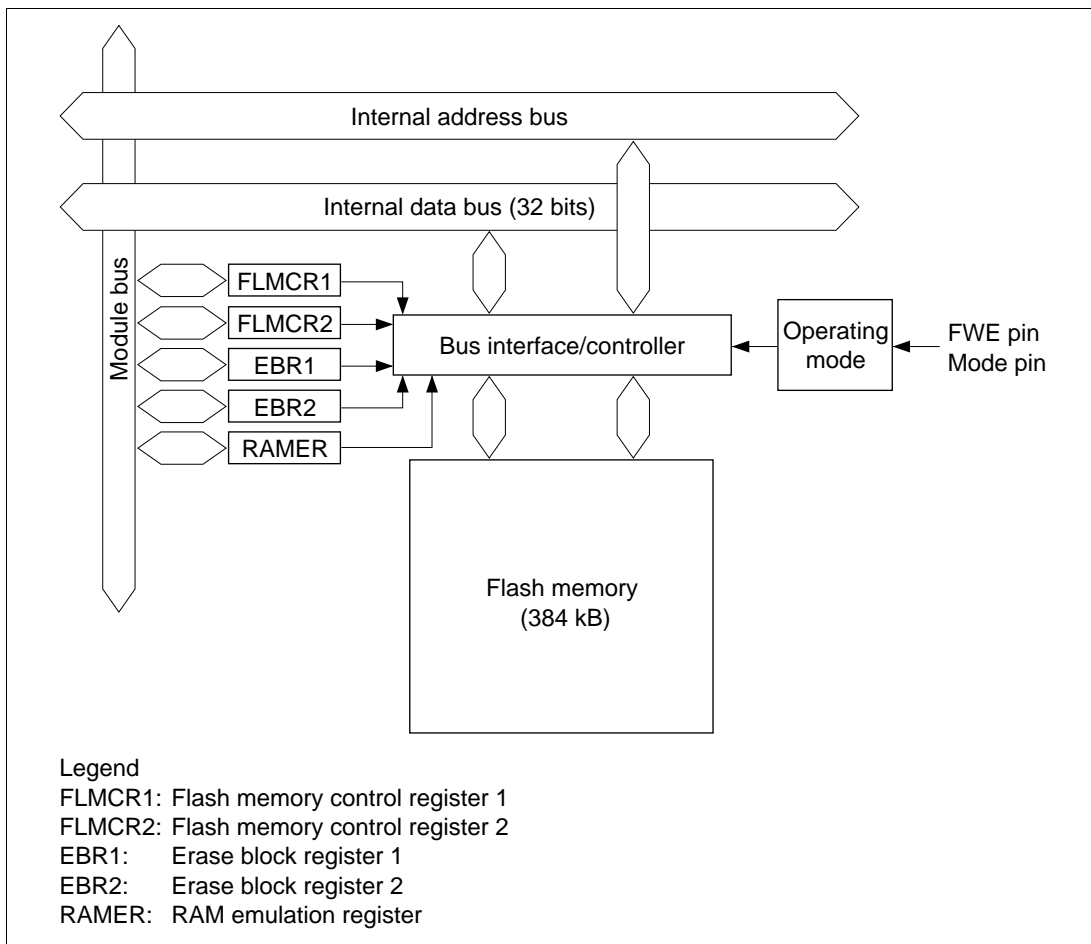 Internal address bus
Internal data bus (32 bits)
Module bus
FLMCR1
FLMCR2
EBR1
EBR2
RAMER
Bus interface/controller
Operating
mode
FWE pin
Mode pin
Flash memory
(384 kB)
Legend
FLMCR1: Flash memory control register 1
FLMCR2: Flash memory control register 2
EBR1: Erase block register 1
EBR2: Erase block register 2
RAMER: RAM emulation register